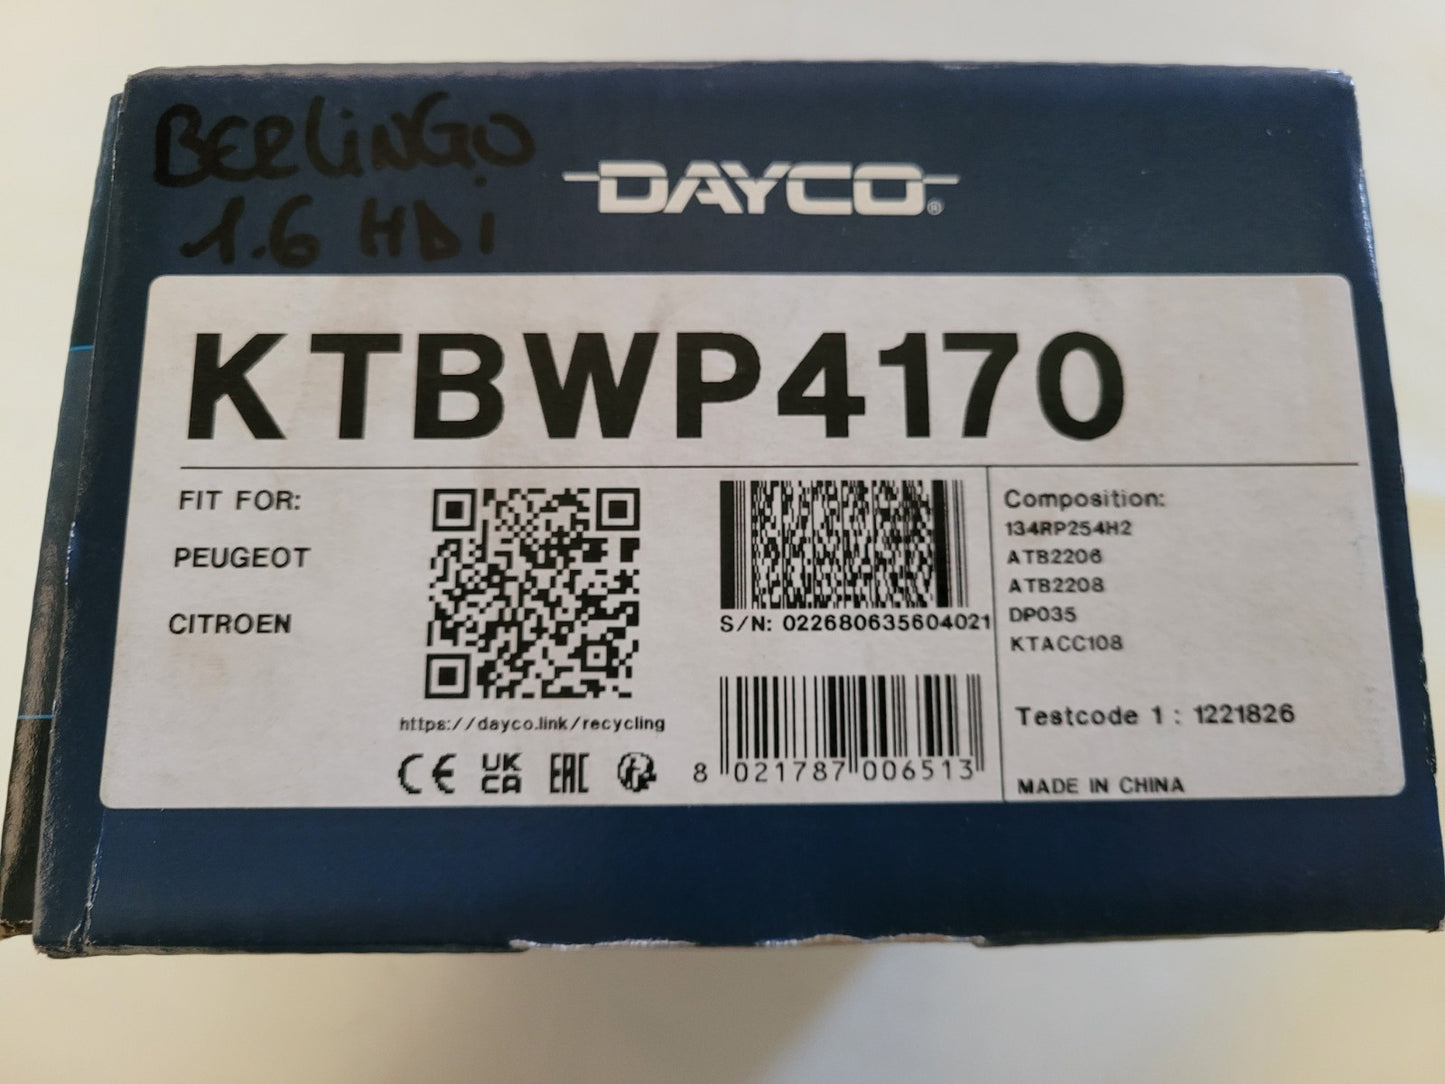 BERLiNGO
1.6 HDi
DAYCO®
KTBWP4170
FIT FOR:
PEUGEOT
CITROEN
https://dayco.link/recycling
CE UK CA EAC
S/N: 022680635604021
8 021787 006513
Composition:
134RP254H2
ATB2206
ATB2208
DP035
KTACC108
Testcode 1 : 1221826
MADE IN CHINA